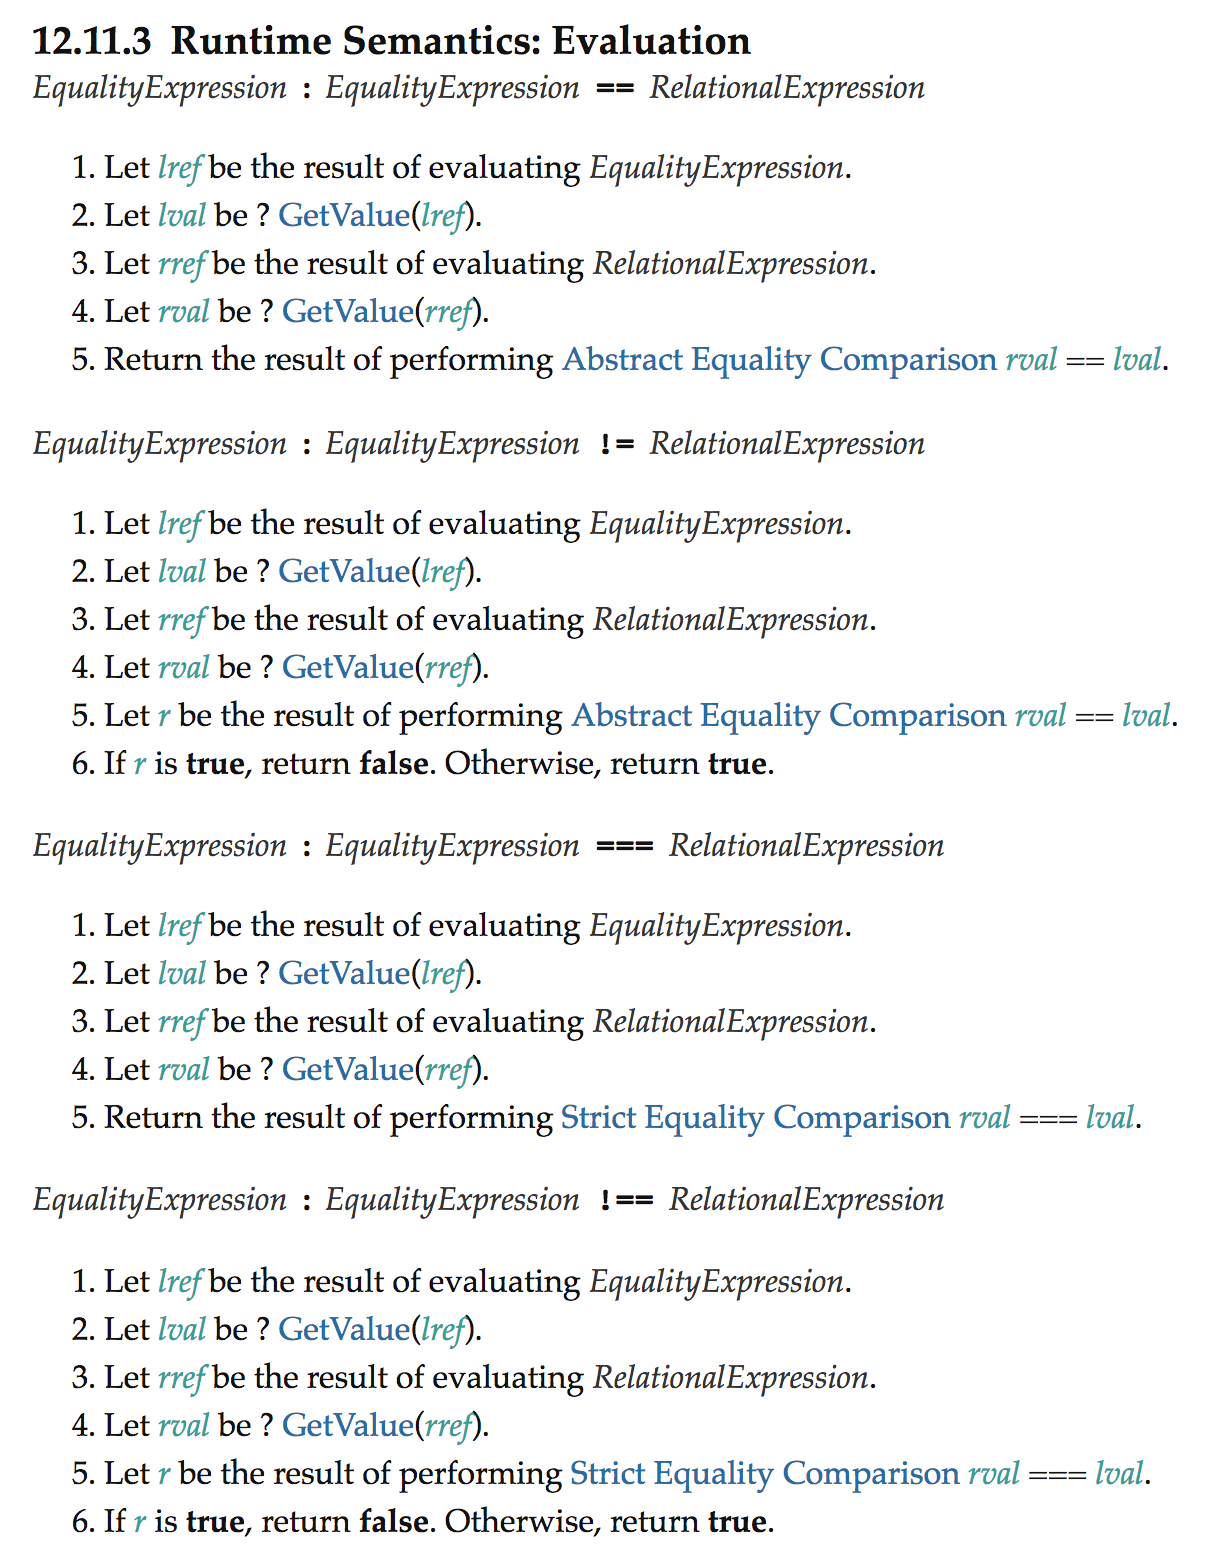 12.11.3 Runtime Semantics: Evaluation
EqualityExpression : EqualityExpression == RelationalExpression
1. Let lref be the result of evaluating EqualityExpression.
2. Let lval be ? GetValue(lref).
3. Let rref be the result of evaluating RelationalExpression.
4. Let rval be ? GetValue(rref).
5. Return the result of performing Abstract Equality Comparison rval == lval.
EqualityExpression : EqualityExpression != RelationalExpression
1. Let lref be the result of evaluating EqualityExpression.
2. Let lval be ? GetValue(lref).
3. Let rref be the result of evaluating RelationalExpression.
4. Let rval be ? GetValue(rref).
5. Let r be the result of performing Abstract Equality Comparison rval == lval.
6. If r is true, return false. Otherwise, return true.
EqualityExpression : EqualityExpression === RelationalExpression
1. Let lref be the result of evaluating EqualityExpression.
2. Let lval be ? GetValue(lref).
3. Let rref be the result of evaluating RelationalExpression.
4. Let rval be ? GetValue(rref).
5. Return the result of performing Strict Equality Comparison rval === lval.
EqualityExpression : EqualityExpression !== RelationalExpression
1. Let lref be the result of evaluating EqualityExpression.
2. Let lval be ? GetValue(lref).
3. Let rref be the result of evaluating RelationalExpression.
4. Let rval be ? GetValue(rref).
5. Let r be the result of performing Strict Equality Comparison rval === lval.
6. If r is true, return false. Otherwise, return true.